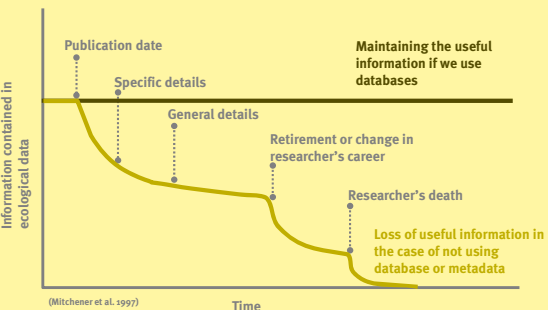 Publication date
Specific details
General details
Maintaining the useful
information if we use
databases
Retirement or change in
researcher's career
Researcher's death
Loss of useful information in
the case of not using
database or metadata
Information contained in
ecological data
(Mitchener et al. 1997)
Time